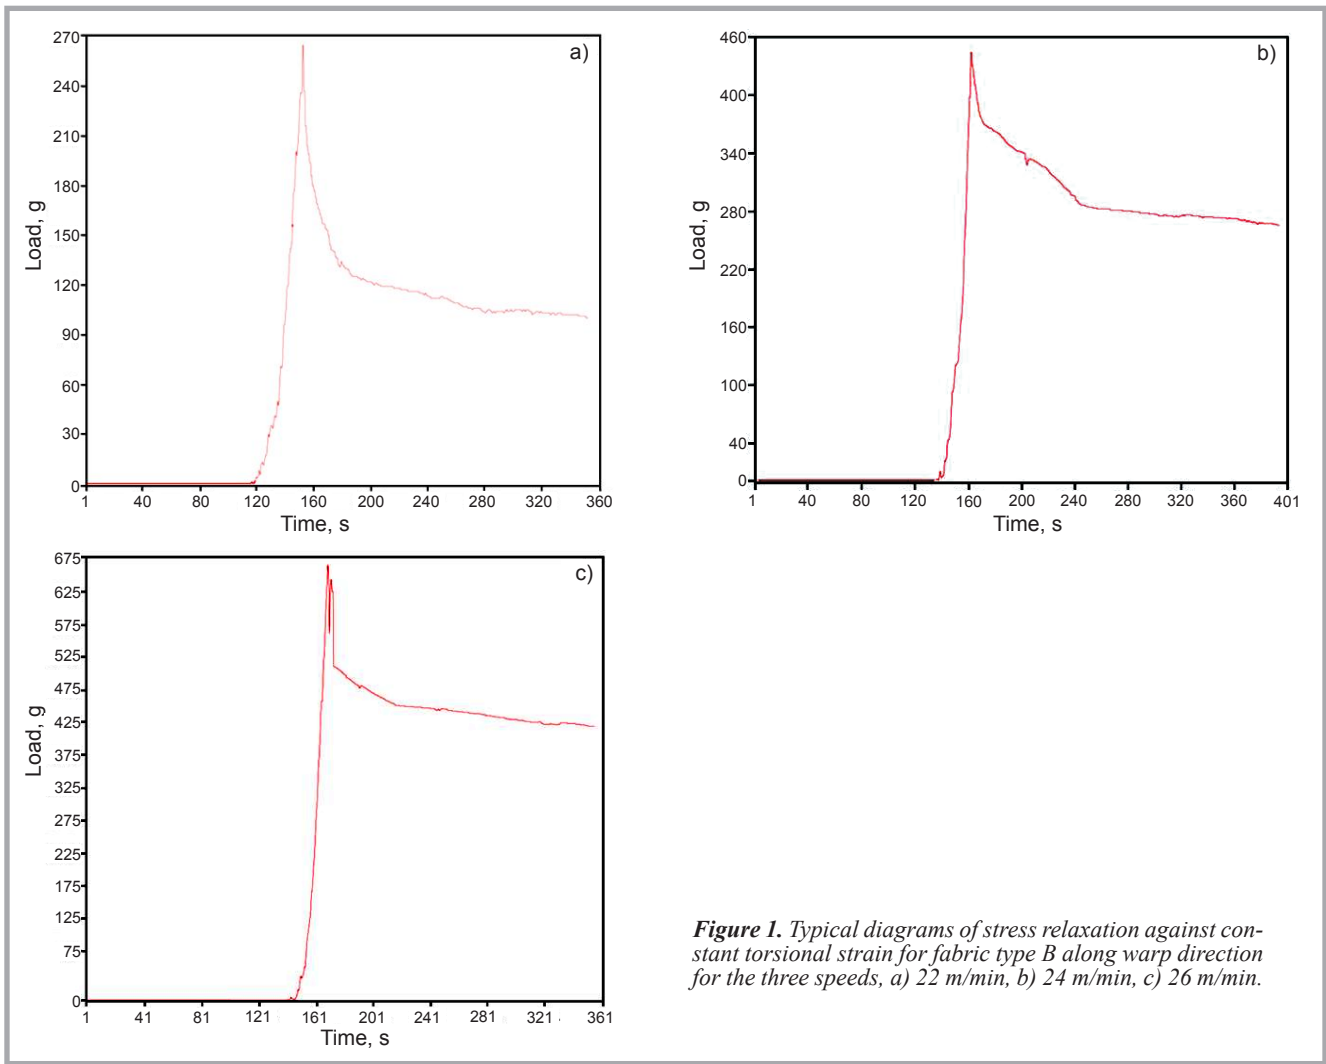 a)
270
240
210
180
150
120
90
60
30
0
Load, g
1 40 80 120 160 200 240 280 320 360
Time, s
b)
460
400
340
280
220
160
100
40
0
Load, g
1 40 80 120 160 200 240 280 320 360 401
Time, s
c)
675
625
575
525
475
425
375
325
275
225
175
125
75
0
Load, g
1 41 81 121 161 201 241 281 321 361
Time, s
Figure 1. Typical diagrams of stress relaxation against con-
stant torsional strain for fabric type B along warp direction
for the three speeds, a) 22 m/min, b) 24 m/min, c) 26 m/min.